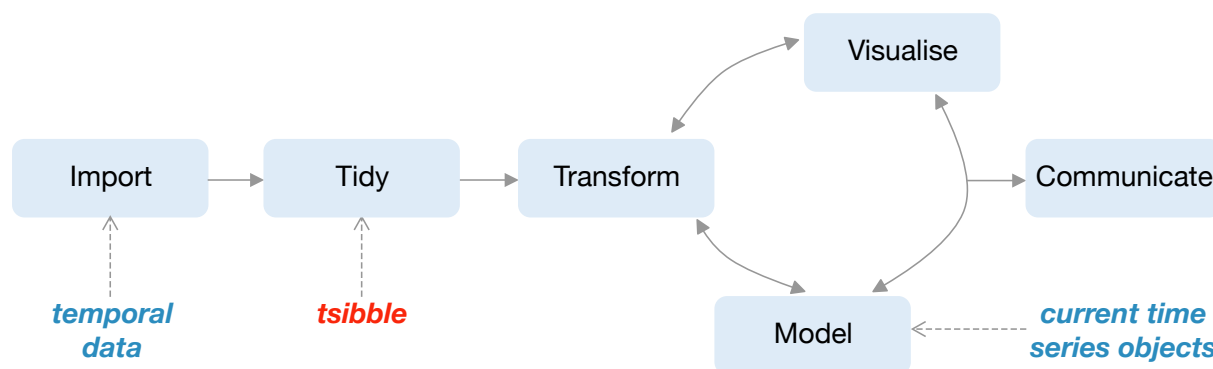 Visualise
Import
Tidy
Transform
Communicate
temporal
data
tsibble
Model
current time
series objects